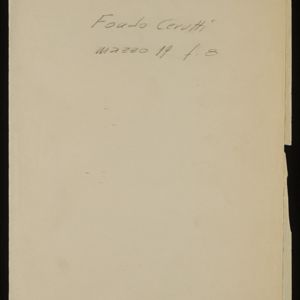 Fondo Cerutti
mazzo 19 f. 8